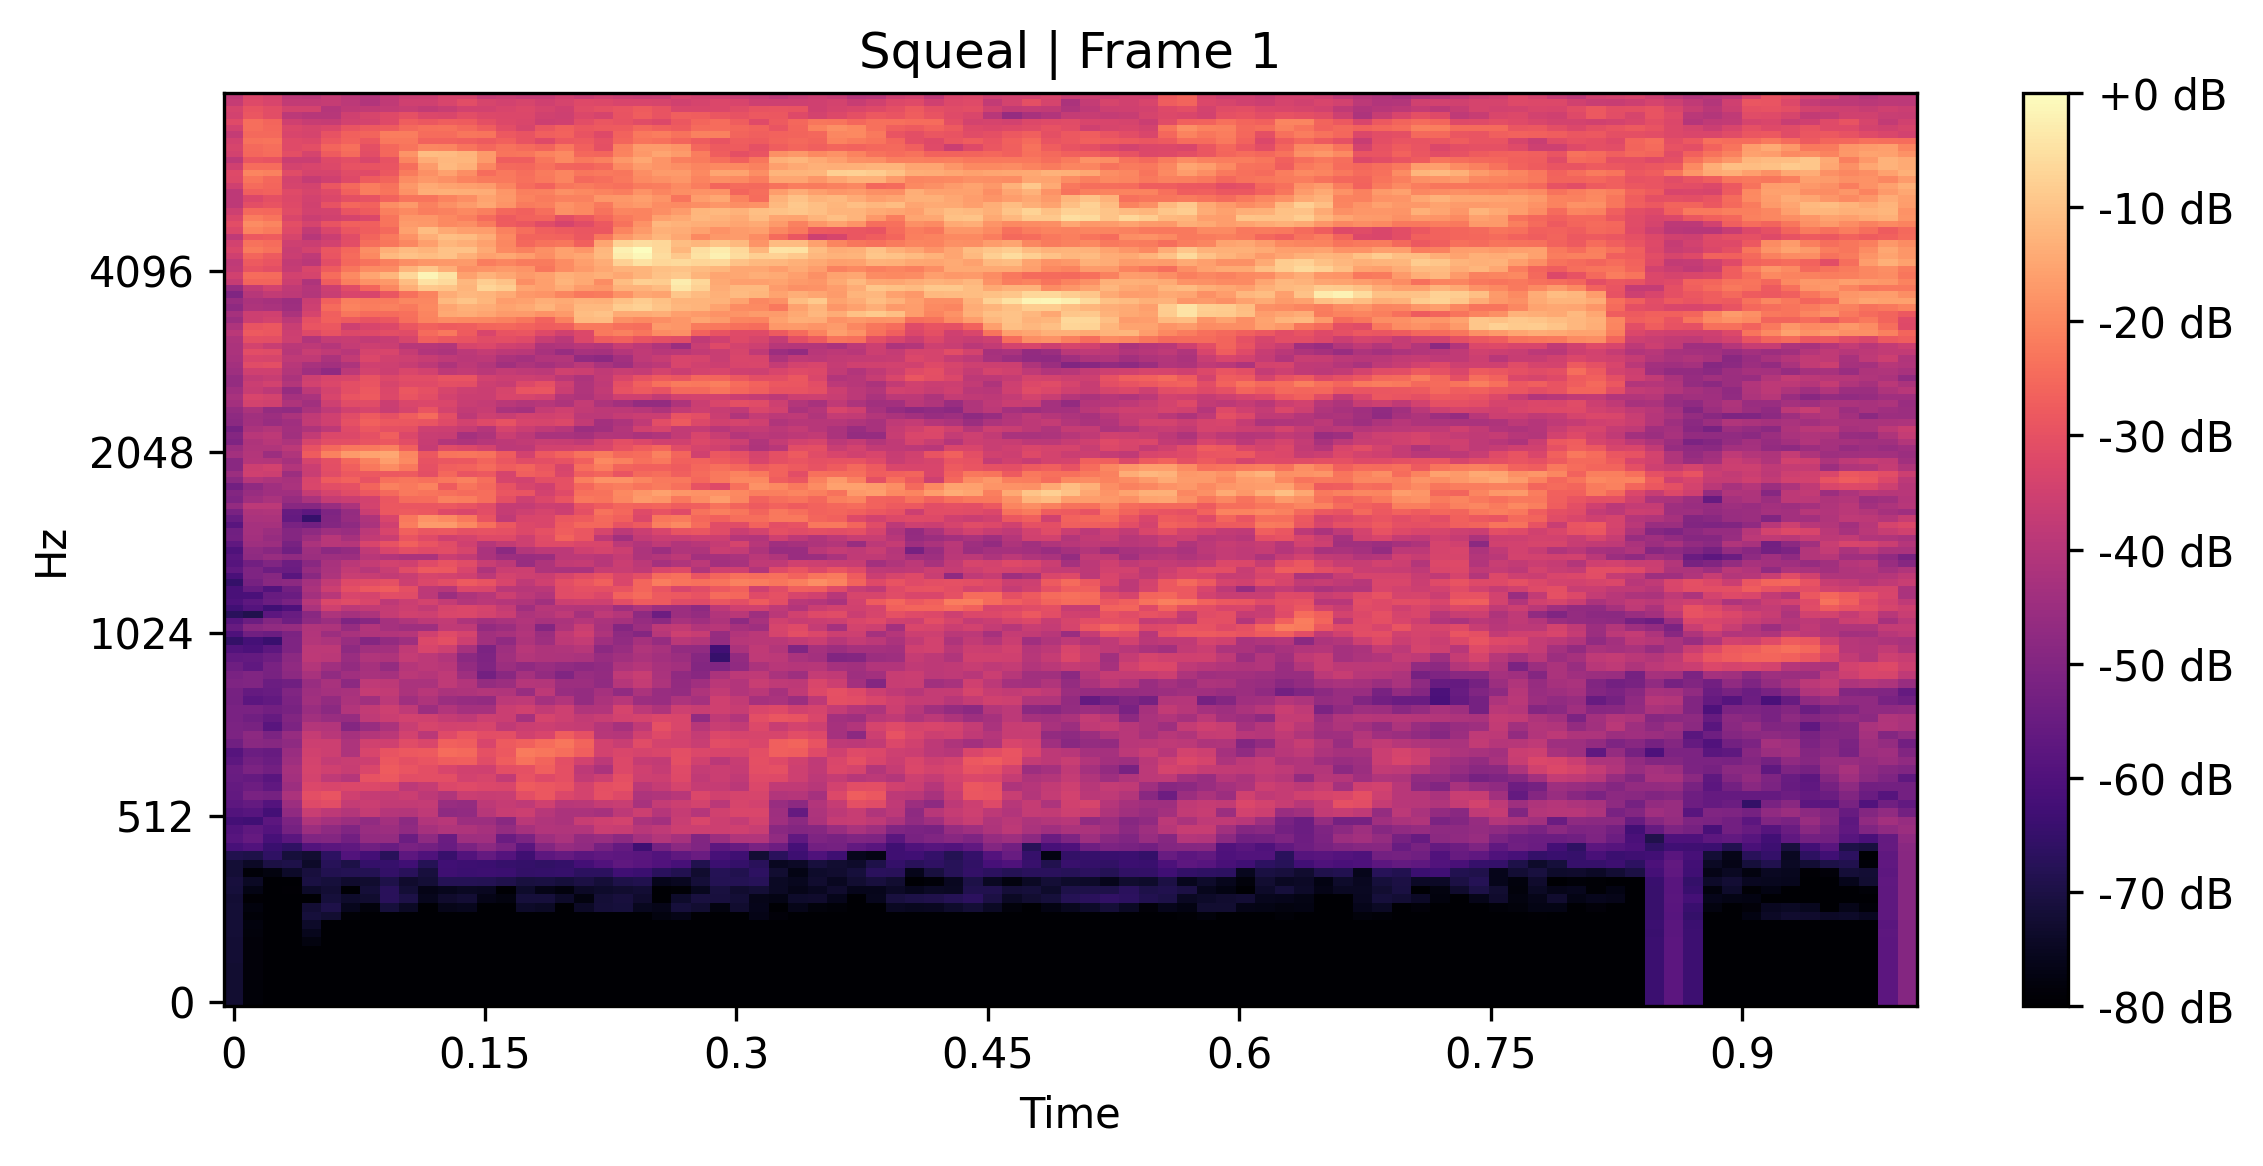 Squeal | Frame 1
+0 dB
-10 dB
4096
-20 dB
-30 dB
2048
-40 dB
Hz
1024
-50 dB
-60 dB
512
-70 dB
0
-80 dB
0 0.15 0.3 0.45 0.6 0.75 0.9
Time